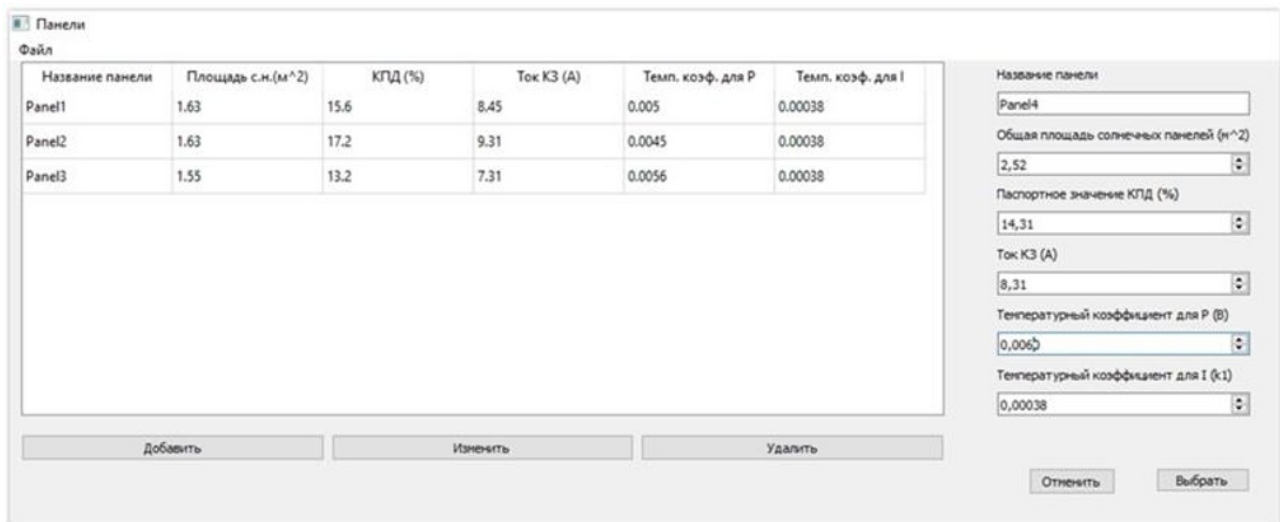 Панели
Файл
Название панели Площадь с.н.(м^2) КПД (%) Ток КЗ (А) Темп. коэф. для P Темп. коэф. для I
Panel1 1.63 15.6 8.45 0.005 0.00038
Panel2 1.63 17.2 9.31 0.0045 0.00038
Panel3 1.55 13.2 7.31 0.0056 0.00038
Название панели
Panel4
Общая площадь солнечных панелей (м^2)
2,52
Паспортное значение КПД (%)
14,31
Ток КЗ (А)
8,31
Температурный коэффициент для P (B)
Температурный коэффициент для I (k1)
0,00038
Добавить Изменить Удалить
Отменить Выбрать